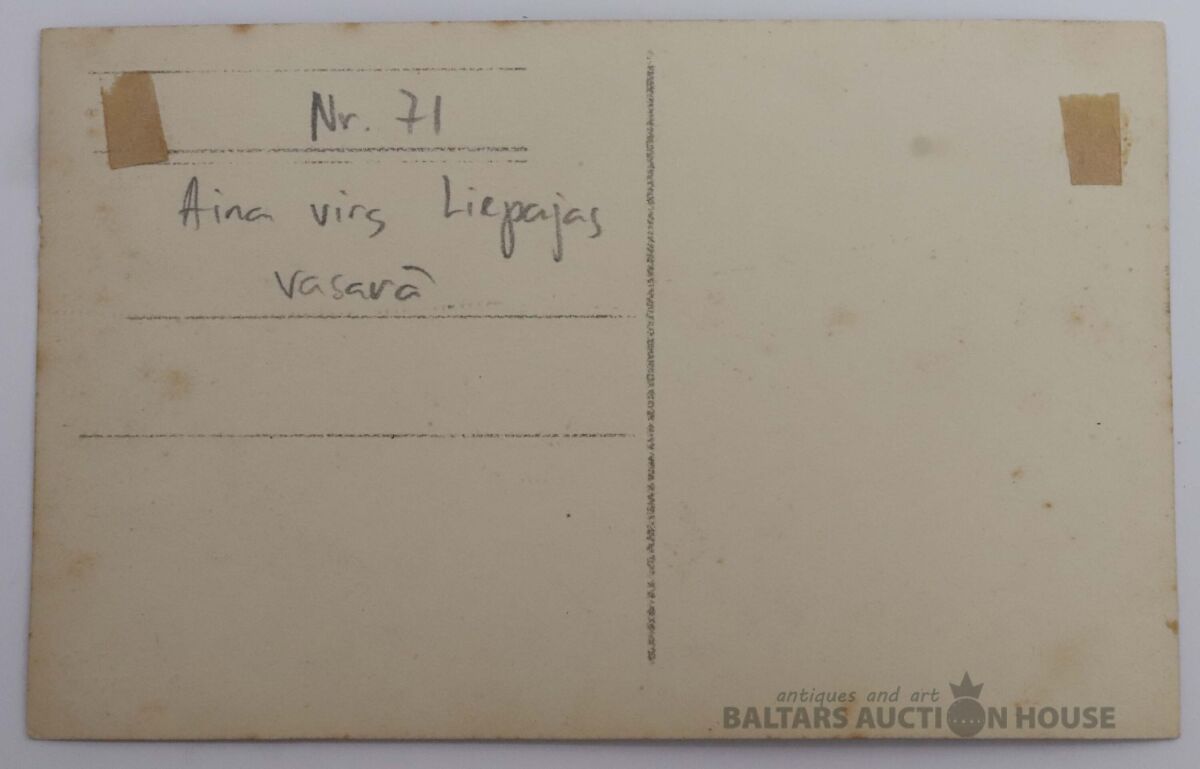 Nr. 71
Aina virs Liepajas
vasarā
antiques and art
BALTARS AUCTION HOUSE